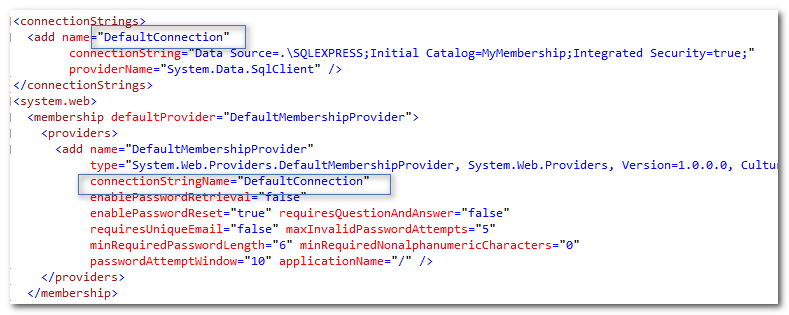 <connectionStrings>
<add name="DefaultConnection"
connectionString="Data Source=.\SQLEXPRESS;Initial Catalog=MyMembership;Integrated Security=true;"
providerName="System.Data.SqlClient" />
</connectionStrings>
<system.web>
<membership defaultProvider="DefaultMembershipProvider">
<providers>
<add name="DefaultMembershipProvider"
type="System.Web.Providers.DefaultMembershipProvider, System.Web.Providers, Version=1.0.0.0, Cultu
connectionStringName="DefaultConnection"
enablePasswordRetrieval="false"
enablePasswordReset="true" requiresQuestionAndAnswer="false"
requiresUniqueEmail="false" maxInvalidPasswordAttempts="5"
minRequiredPasswordLength="6" minRequiredNonalphanumericCharacters="0"
passwordAttemptWindow="10" applicationName="/" />
</providers>
</membership>